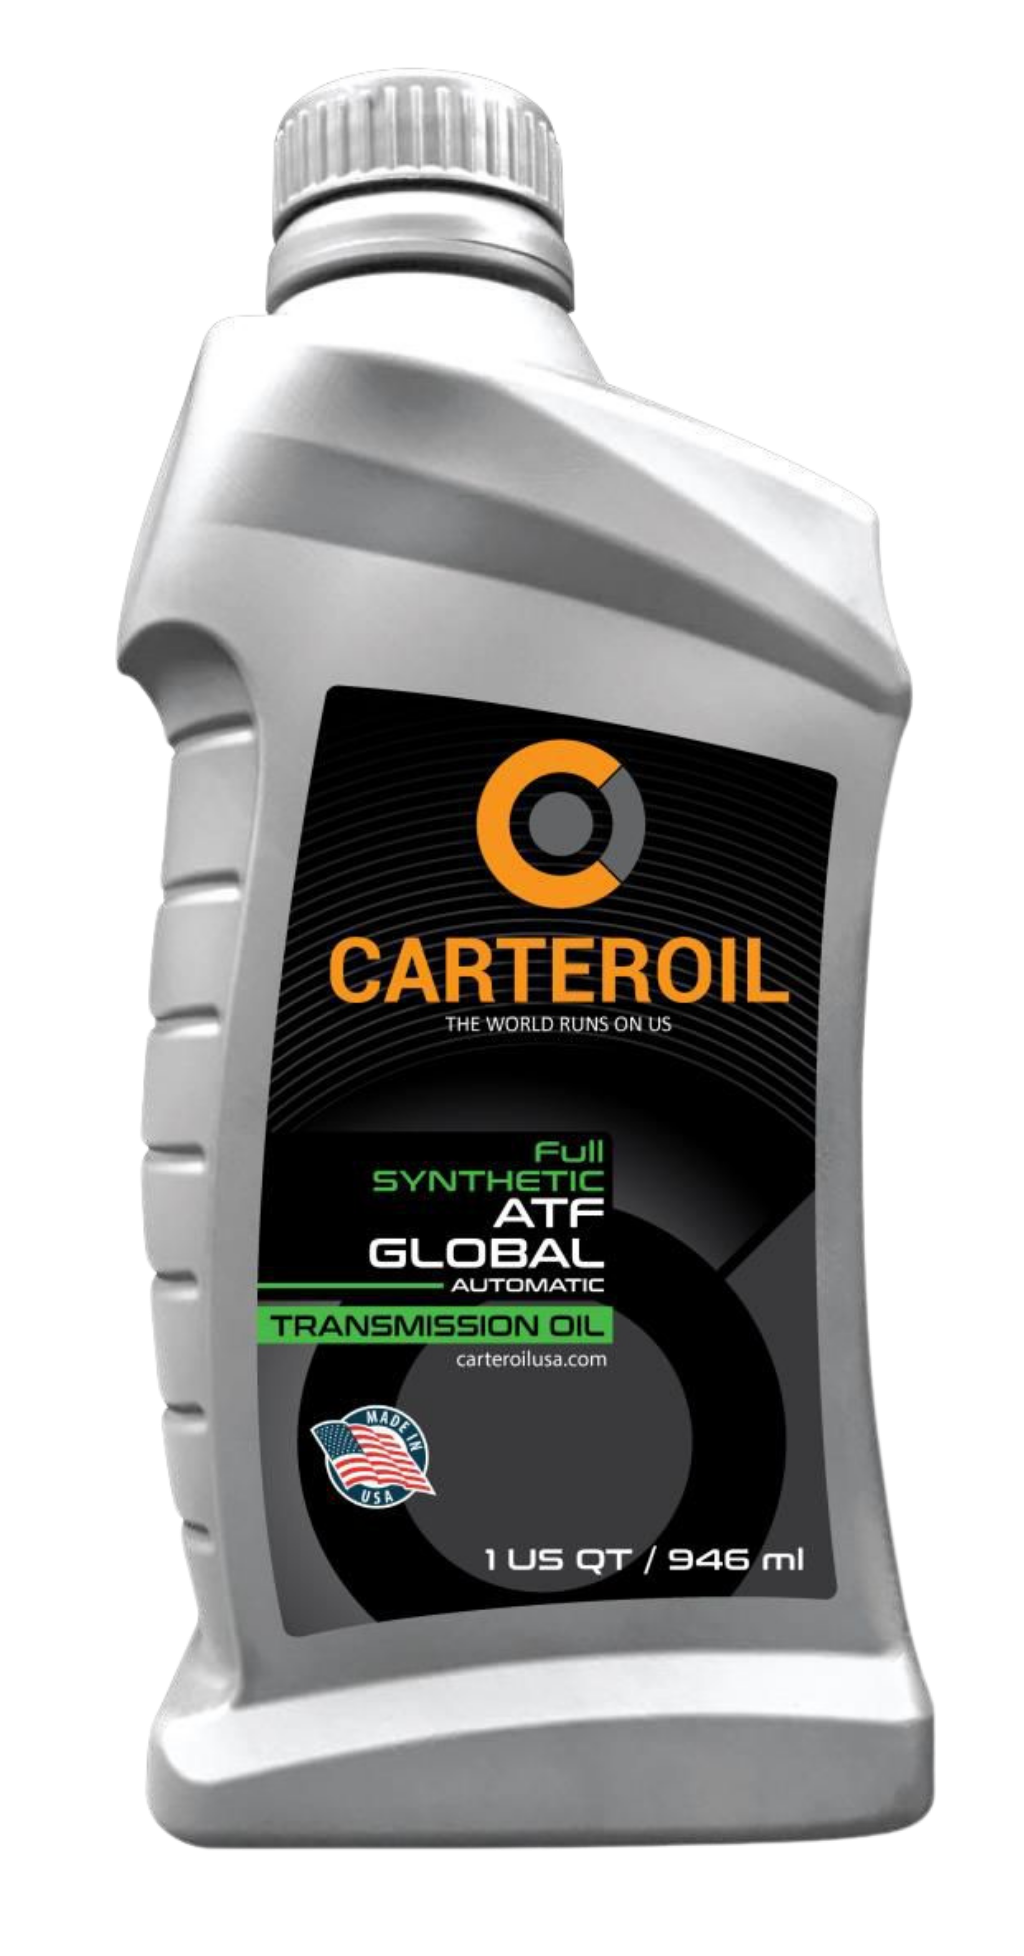 CARTEROIL
THE WORLD RUNS ON US
Full
SYNTHETIC
ATF
GLOBAL
AUTOMATIC
TRANSMISSION OIL
carteroilusa.com
MADE IN
USA
1 US QT / 946 ml